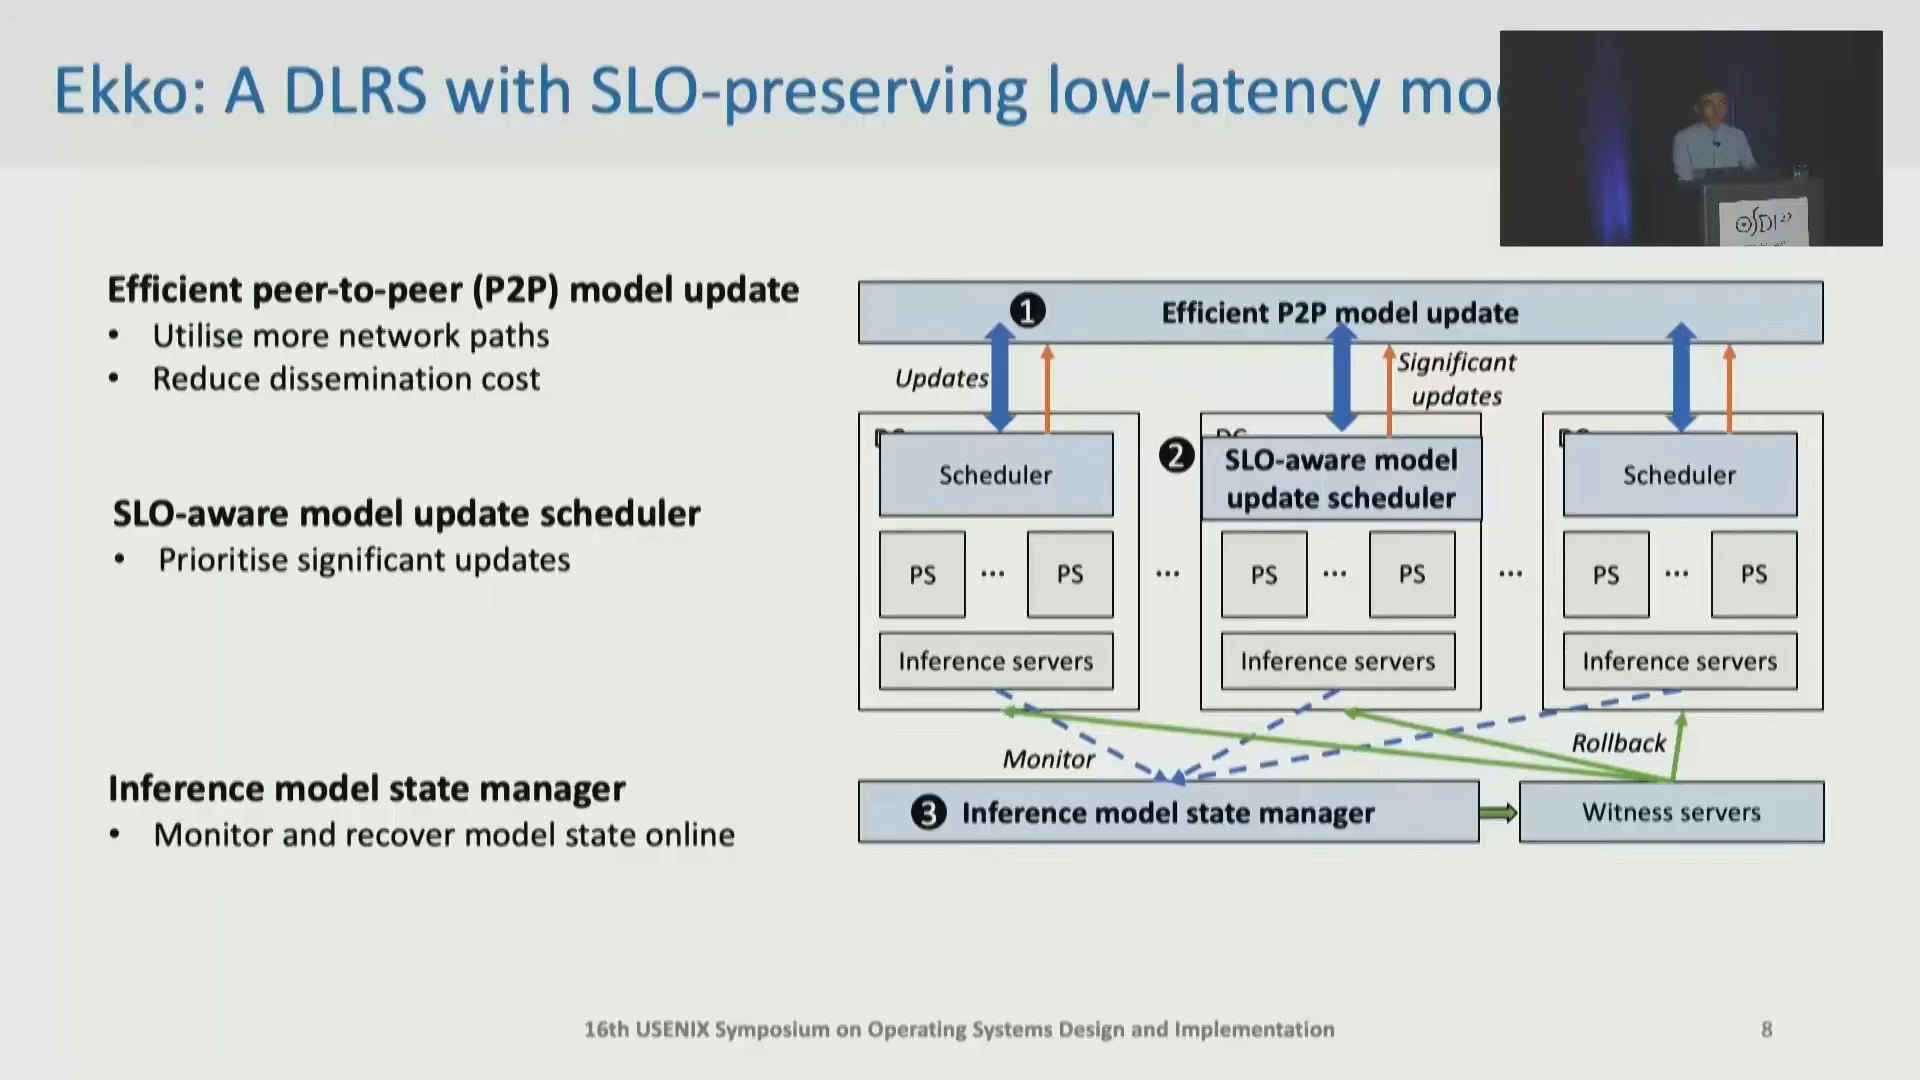 Ekko: A DLRS with SLO-preserving low-latency
Efficient peer-to-peer (P2P) model update
• Utilise more network paths
• Reduce dissemination cost
SLO-aware model update scheduler
• Prioritise significant updates
Inference model state manager
• Monitor and recover model state online
❶ Efficient P2P model update
Updates
Significant
updates
Scheduler
❷ SLO-aware model
update scheduler
Scheduler
PS ... PS ... PS ... PS ... PS ... PS
Inference servers
Inference servers
Inference servers
Monitor
Rollback
❸ Inference model state manager
Witness servers
16th USENIX Symposium on Operating Systems Design and Implementation
8